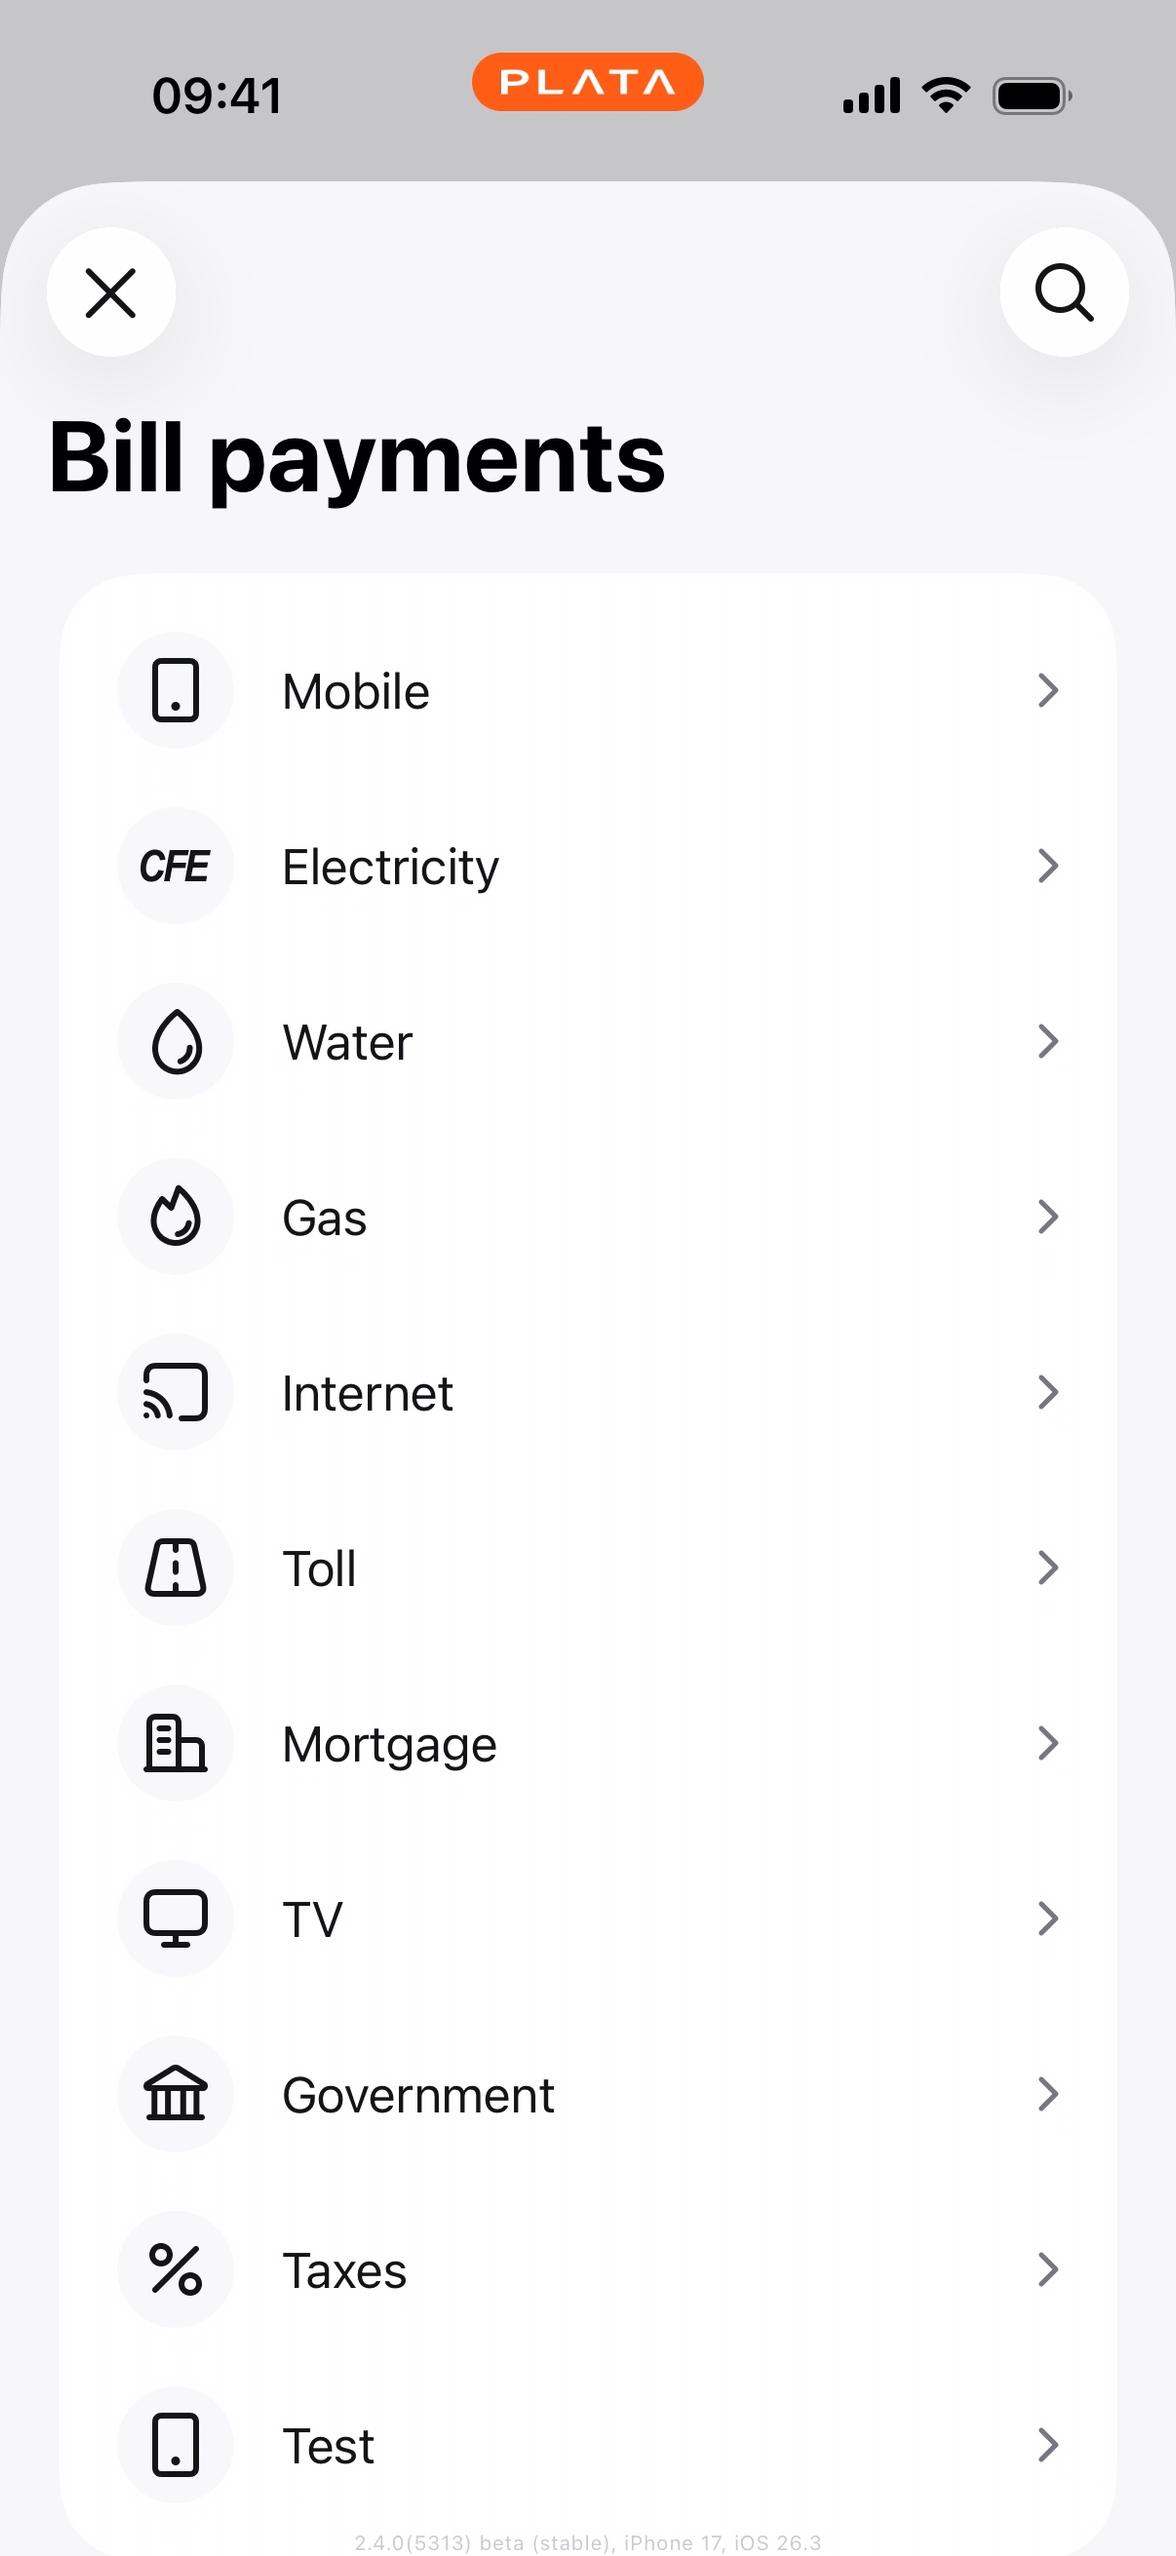 09:41
PLATA
Bill payments
Mobile
CFE
Electricity
Water
Gas
Internet
Toll
Mortgage
TV
Government
Taxes
Test
2.4.0(5313) beta (stable), iPhone 17, iOS 26.3